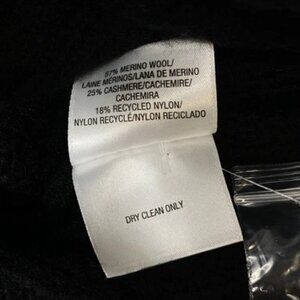 57% MERINO WOOL/
LAINE MÉRINOS/LANA DE MERINO
25% CASHMERE/CACHEMIRE/
CACHEMIRA
18% RECYCLED NYLON/
NYLON RECYCLÉ/NYLON RECICLADO
DRY CLEAN ONLY